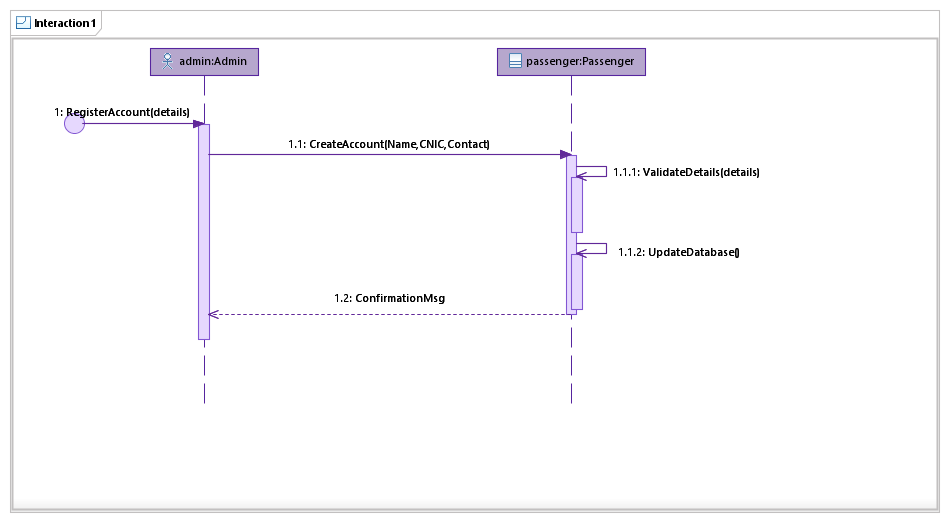 Interaction1
admin:Admin
passenger:Passenger
1: RegisterAccount(details)
1.1: CreateAccount(Name,CNIC,Contact)
1.1.1: ValidateDetails(details)
1.1.2: UpdateDatabase()
1.2: ConfirmationMsg